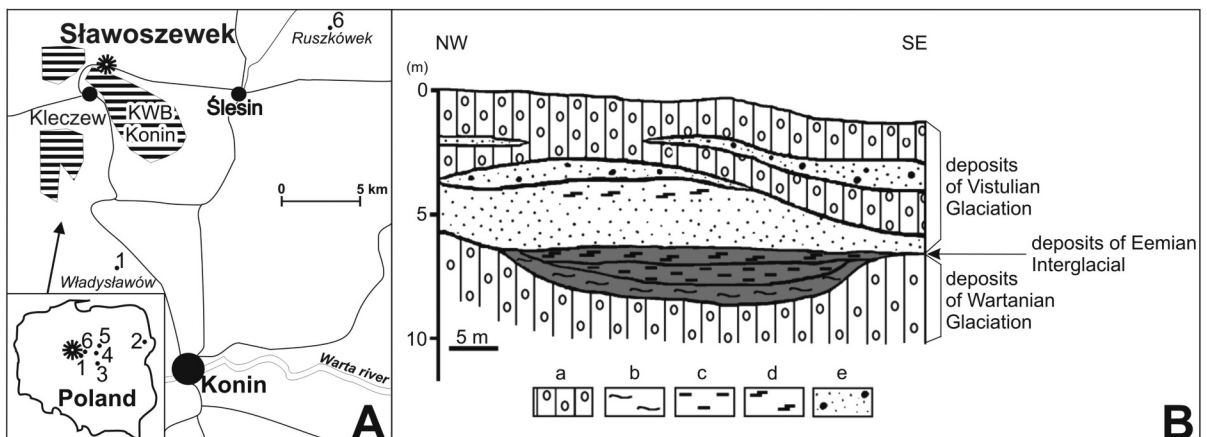 Sławoszewek
6
Ruszkówek
Kleczew
KWB
Konin
Ślesin
0
5 km
1
Władysławów
6
5
4
1
3
2
Poland
Konin
Warta river
A
NW
SE
(m)
0
5
10
5 m
deposits
of Vistulian
Glaciation
deposits of Eemian
Interglacial
deposits
of Wartanian
Glaciation
a
b
c
d
e
B